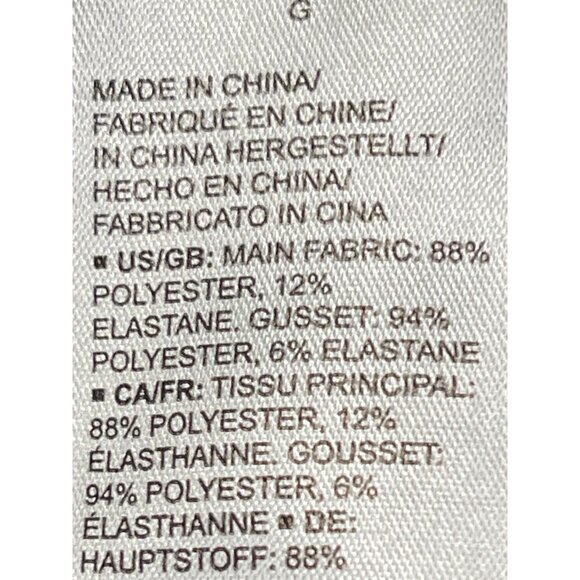 G
MADE IN CHINA/
FABRIQUÉ EN CHINE/
IN CHINA HERGESTELLT/
HECHO EN CHINA/
FABBRICATO IN CINA
▪ US/GB: MAIN FABRIC: 88%
POLYESTER, 12%
ELASTANE. GUSSET: 94%
POLYESTER, 6% ELASTANE
▪ CA/FR: TISSU PRINCIPAL:
88% POLYESTER, 12%
ÉLASTHANNE. GOUSSET:
94% POLYESTER, 6%
ÉLASTHANNE ▪ DE:
HAUPTSTOFF: 88%